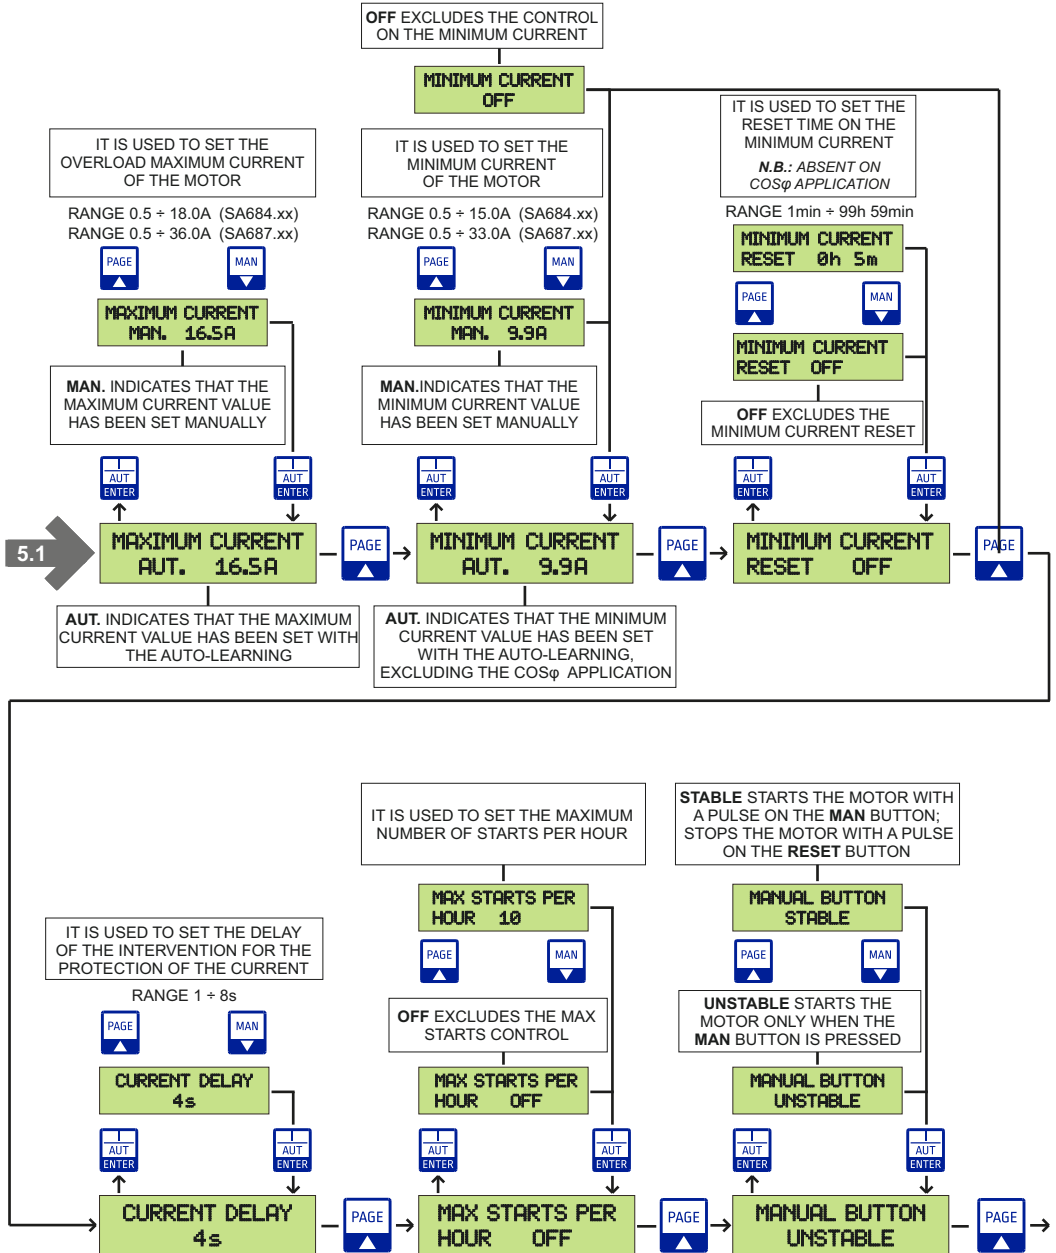 OFF EXCLUDES THE CONTROL
ON THE MINIMUM CURRENT
MINIMUM CURRENT
OFF
IT IS USED TO SET THE
OVERLOAD MAXIMUM CURRENT
OF THE MOTOR
RANGE 0.5 ÷ 18.0A (SA684.xx)
RANGE 0.5 ÷ 36.0A (SA687.xx)
PAGE
MAN
MAXIMUM CURRENT
MAN. 16.5A
MAN. INDICATES THAT THE
MAXIMUM CURRENT VALUE
HAS BEEN SET MANUALLY
AUT
ENTER
AUT
ENTER
IT IS USED TO SET THE
MINIMUM CURRENT
OF THE MOTOR
RANGE 0.5 ÷ 15.0A (SA684.xx)
RANGE 0.5 ÷ 33.0A (SA687.xx)
PAGE
MAN
MINIMUM CURRENT
MAN. 9.9A
MAN.INDICATES THAT THE
MINIMUM CURRENT VALUE
HAS BEEN SET MANUALLY
AUT
ENTER
AUT
ENTER
IT IS USED TO SET THE
RESET TIME ON THE
MINIMUM CURRENT
N.B.: ABSENT ON
COSφ APPLICATION
RANGE 1min ÷ 99h 59min
MINIMUM CURRENT
RESET 0h 5m
PAGE
MAN
MINIMUM CURRENT
RESET OFF
OFF EXCLUDES THE
MINIMUM CURRENT RESET
AUT
ENTER
AUT
ENTER
5.1
MAXIMUM CURRENT
AUT. 16.5A
PAGE
MINIMUM CURRENT
AUT. 9.9A
PAGE
MINIMUM CURRENT
RESET OFF
PAGE
AUT. INDICATES THAT THE MAXIMUM
CURRENT VALUE HAS BEEN SET WITH
THE AUTO-LEARNING
AUT. INDICATES THAT THE MINIMUM
CURRENT VALUE HAS BEEN SET
WITH THE AUTO-LEARNING,
EXCLUDING THE COSφ APPLICATION
IT IS USED TO SET THE DELAY
OF THE INTERVENTION FOR THE
PROTECTION OF THE CURRENT
RANGE 1 ÷ 8s
PAGE
MAN
CURRENT DELAY
4s
AUT
ENTER
AUT
ENTER
IT IS USED TO SET THE MAXIMUM
NUMBER OF STARTS PER HOUR
MAX STARTS PER
HOUR 10
PAGE
MAN
OFF EXCLUDES THE MAX
STARTS CONTROL
MAX STARTS PER
HOUR OFF
AUT
ENTER
AUT
ENTER
STABLE STARTS THE MOTOR WITH
A PULSE ON THE MAN BUTTON;
STOPS THE MOTOR WITH A PULSE
ON THE RESET BUTTON
MANUAL BUTTON
STABLE
PAGE
MAN
UNSTABLE STARTS THE
MOTOR ONLY WHEN THE
MAN BUTTON IS PRESSED
MANUAL BUTTON
UNSTABLE
AUT
ENTER
AUT
ENTER
CURRENT DELAY
4s
PAGE
MAX STARTS PER
HOUR OFF
PAGE
MANUAL BUTTON
UNSTABLE
PAGE